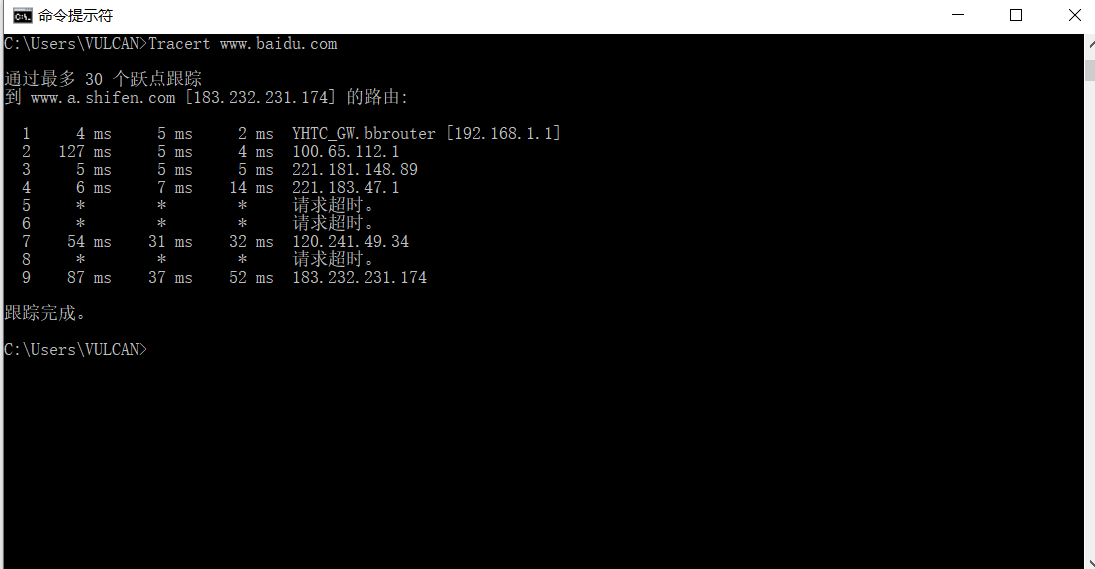 命令提示符
C:\Users\VULCAN>Tracert www.baidu.com
通过最多 30 个跃点跟踪
到 www.a.shifen.com [183.232.231.174] 的路由:
1 4 ms 5 ms 2 ms YHTC_GW.bbrouter [192.168.1.1]
2 127 ms 5 ms 4 ms 100.65.112.1
3 5 ms 5 ms 5 ms 221.181.148.89
4 6 ms 7 ms 14 ms 221.183.47.1
5 * * * 请求超时。
6 * * * 请求超时。
7 54 ms 31 ms 32 ms 120.241.49.34
8 * * * 请求超时。
9 87 ms 37 ms 52 ms 183.232.231.174
跟踪完成。
C:\Users\VULCAN>